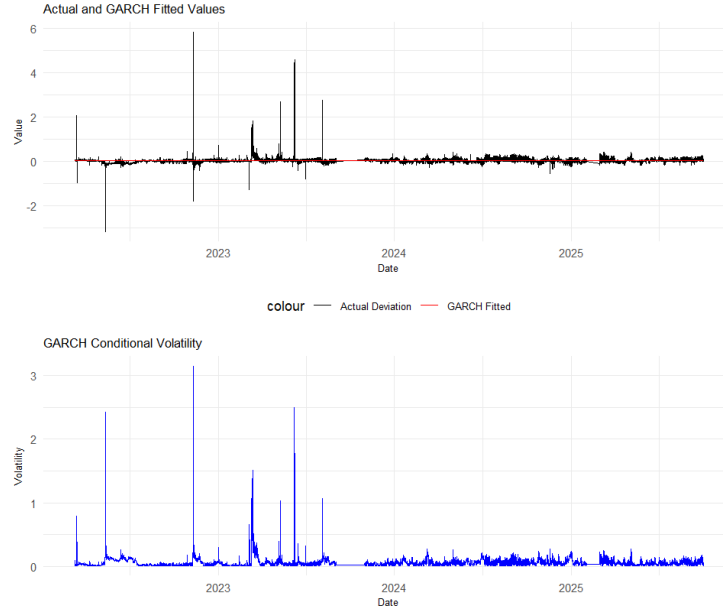 Actual and GARCH Fitted Values
6
4
2
0
-2
Value
2023
2024
2025
Date
colour
Actual Deviation
GARCH Fitted
GARCH Conditional Volatility
3
2
1
0
Volatility
2023
2024
2025
Date